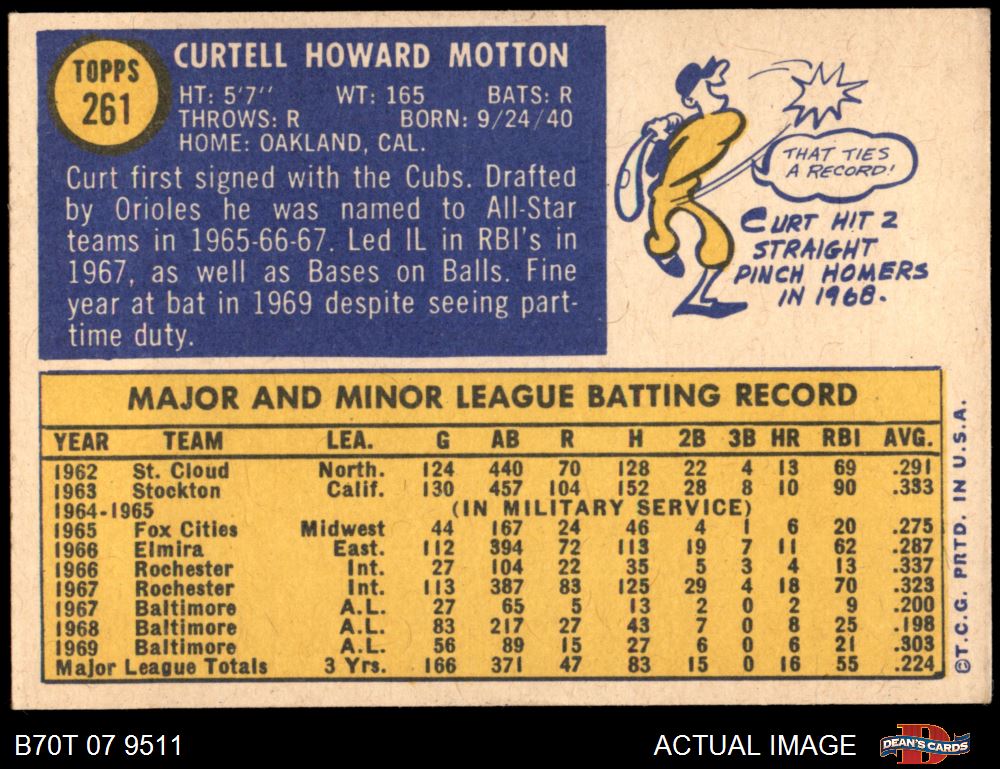 TOPPS
261
CURTELL HOWARD MOTTON
HT: 5'7" WT: 165 BATS: R
THROWS: R BORN: 9/24/40
HOME: OAKLAND, CAL.
Curt first signed with the Cubs. Drafted
by Orioles he was named to All-Star
teams in 1965-66-67. Led IL in RBI's in
1967, as well as Bases on Balls. Fine
year at bat in 1969 despite seeing part-
time duty.
THAT TIES
A RECORD!
CURT HIT 2
STRAIGHT
PINCH HOMERS
IN 1968.
MAJOR AND MINOR LEAGUE BATTING RECORD
YEAR TEAM LEA. G AB R H 2B 3B HR RBI AVG.
1962 St. Cloud North. 124 440 70 128 22 4 13 69 .291
1963 Stockton Calif. 130 457 104 152 28 8 10 90 .333
1964-1965 (IN MILITARY SERVICE)
1965 Fox Cities Midwest 44 167 24 46 4 1 6 20 .275
1966 Elmira East. 112 394 72 113 19 7 11 62 .287
1966 Rochester Int. 27 104 22 35 5 3 4 13 .337
1967 Rochester Int. 113 387 83 125 29 4 18 70 .323
1967 Baltimore A.L. 27 65 5 13 2 0 2 9 .200
1968 Baltimore A.L. 83 217 27 43 7 0 8 25 .198
1969 Baltimore A.L. 56 89 15 27 6 0 6 21 .303
Major League Totals 3 Yrs. 166 371 47 83 15 0 16 55 .224
©T.C.G. PRTD. IN U.S.A.
B70T 07 9511
ACTUAL IMAGE
D
DEAN'S CARDS